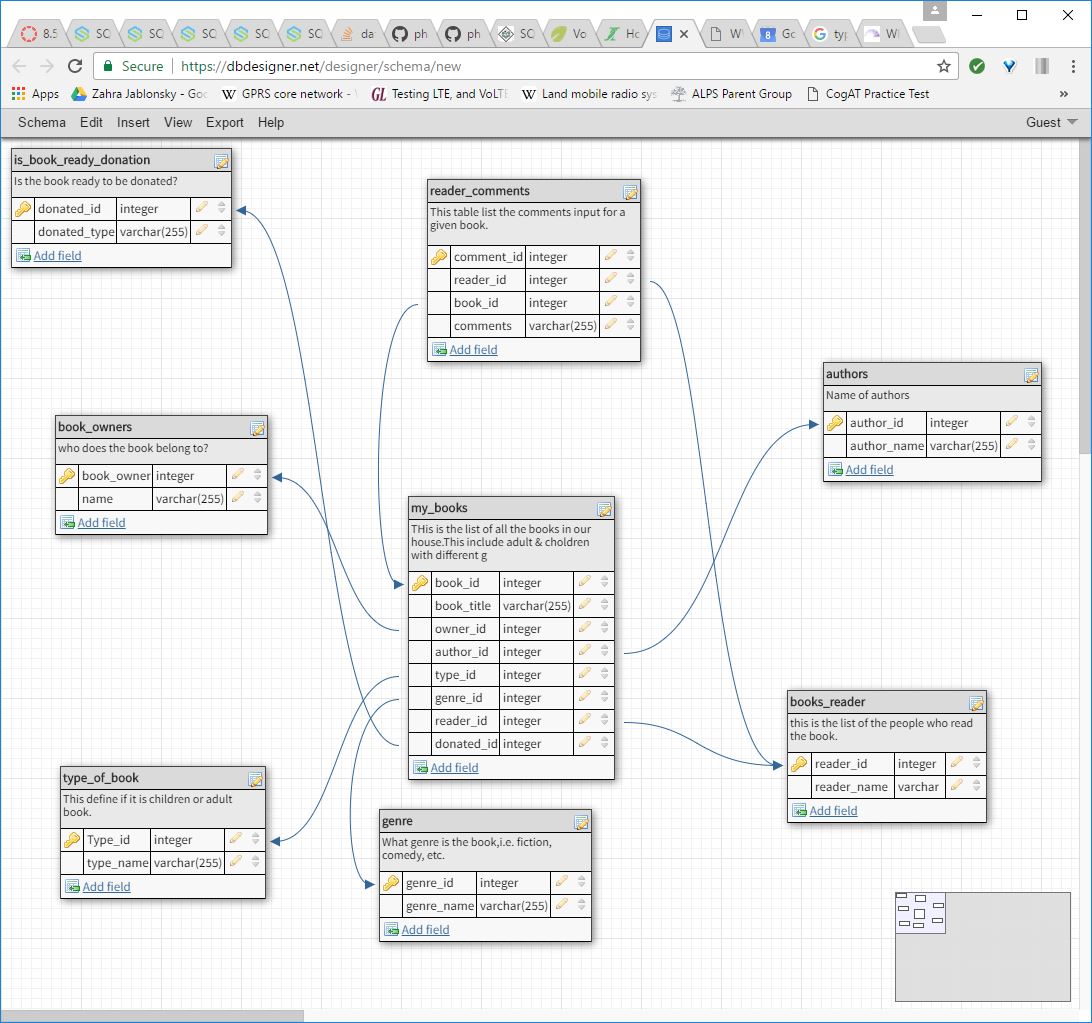 8.5
SC
SC
SC
SC
SC
da
ph
ph
SC
Vo
Ho
Go
typ
Secure
https://dbdesigner.net/designer/schema/new
Apps
Zahra Jablonsky - Goo
GPRS core network -
Testing LTE, and VoLTE
Land mobile radio sys
ALPS Parent Group
CogAT Practice Test
»
Schema Edit Insert View Export Help
Guest
is_book_ready_donation
Is the book ready to be donated?
donated_id integer
donated_type varchar(255)
Add field
reader_comments
This table list the comments input for a
given book.
comment_id integer
reader_id integer
book_id integer
comments varchar(255)
Add field
authors
Name of authors
author_id integer
author_name varchar(255)
Add field
book_owners
who does the book belong to?
book_owner integer
name varchar(255)
Add field
my_books
THis is the list of all the books in our
house.This include adult & choldren
with different g
book_id integer
book_title varchar(255)
owner_id integer
author_id integer
type_id integer
genre_id integer
reader_id integer
donated_id integer
Add field
books_reader
this is the list of the people who read
the book.
reader_id integer
reader_name varchar
Add field
type_of_book
This define if it is children or adult
book.
Type_id integer
type_name varchar(255)
Add field
genre
What genre is the book,i.e. fiction,
comedy, etc.
genre_id integer
genre_name varchar(255)
Add field